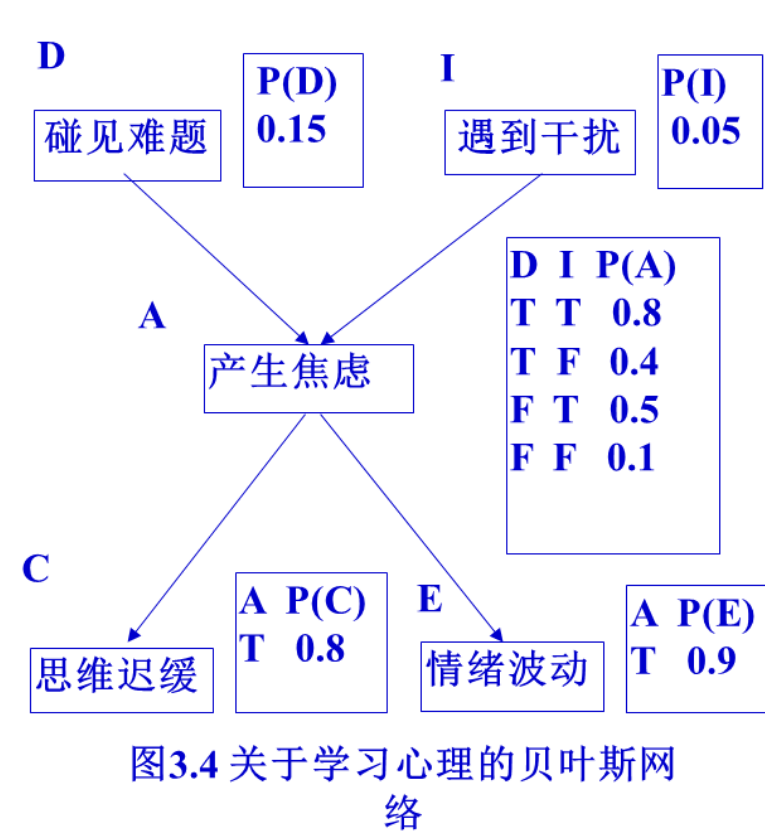 D
P(D)
0.15
碰见难题
I
P(I)
0.05
遇到干扰
D I P(A)
T T 0.8
T F 0.4
F T 0.5
F F 0.1
A
产生焦虑
C
A P(C)
T 0.8
思维迟缓
E
A P(E)
T 0.9
情绪波动
图3.4 关于学习心理的贝叶斯网
络